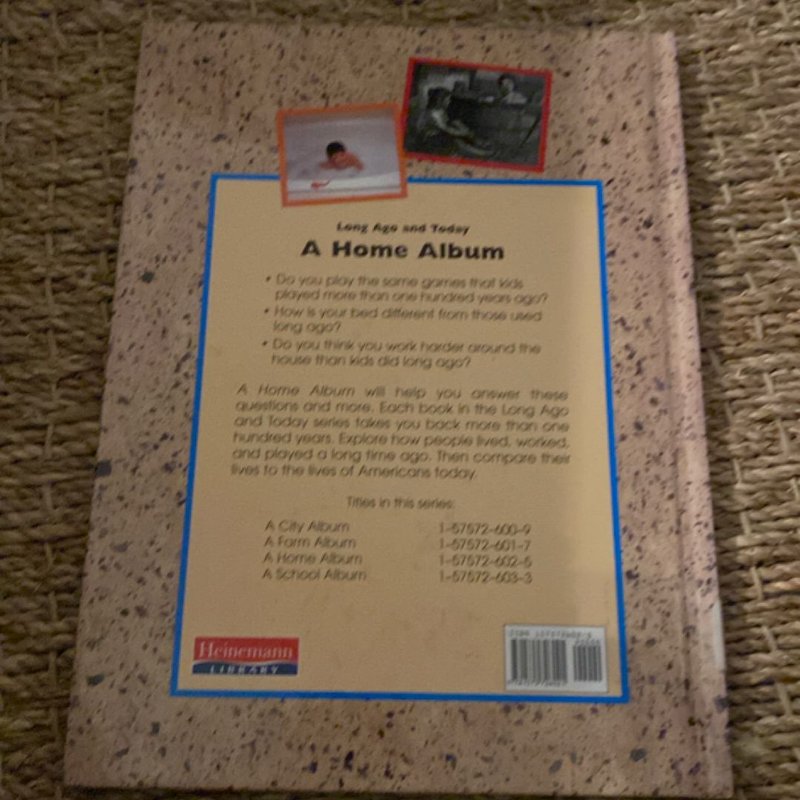 Long Ago and Today
A Home Album
• Do you play the same games that kids
played more than one hundred years ago?
• How is your bed different from those used
long ago?
• Do you think you work harder around the
house than kids did long ago?
A Home Album will help you answer these
questions and more. Each book in the Long Ago
and Today series takes you back more than one
hundred years. Explore how people lived, worked,
and played a long time ago. Then compare their
lives to the lives of Americans today.
Titles in this series:
A City Album 1-57572-600-9
A Farm Album 1-57572-601-7
A Home Album 1-57572-602-5
A School Album 1-57572-603-3
Heinemann
LIBRARY